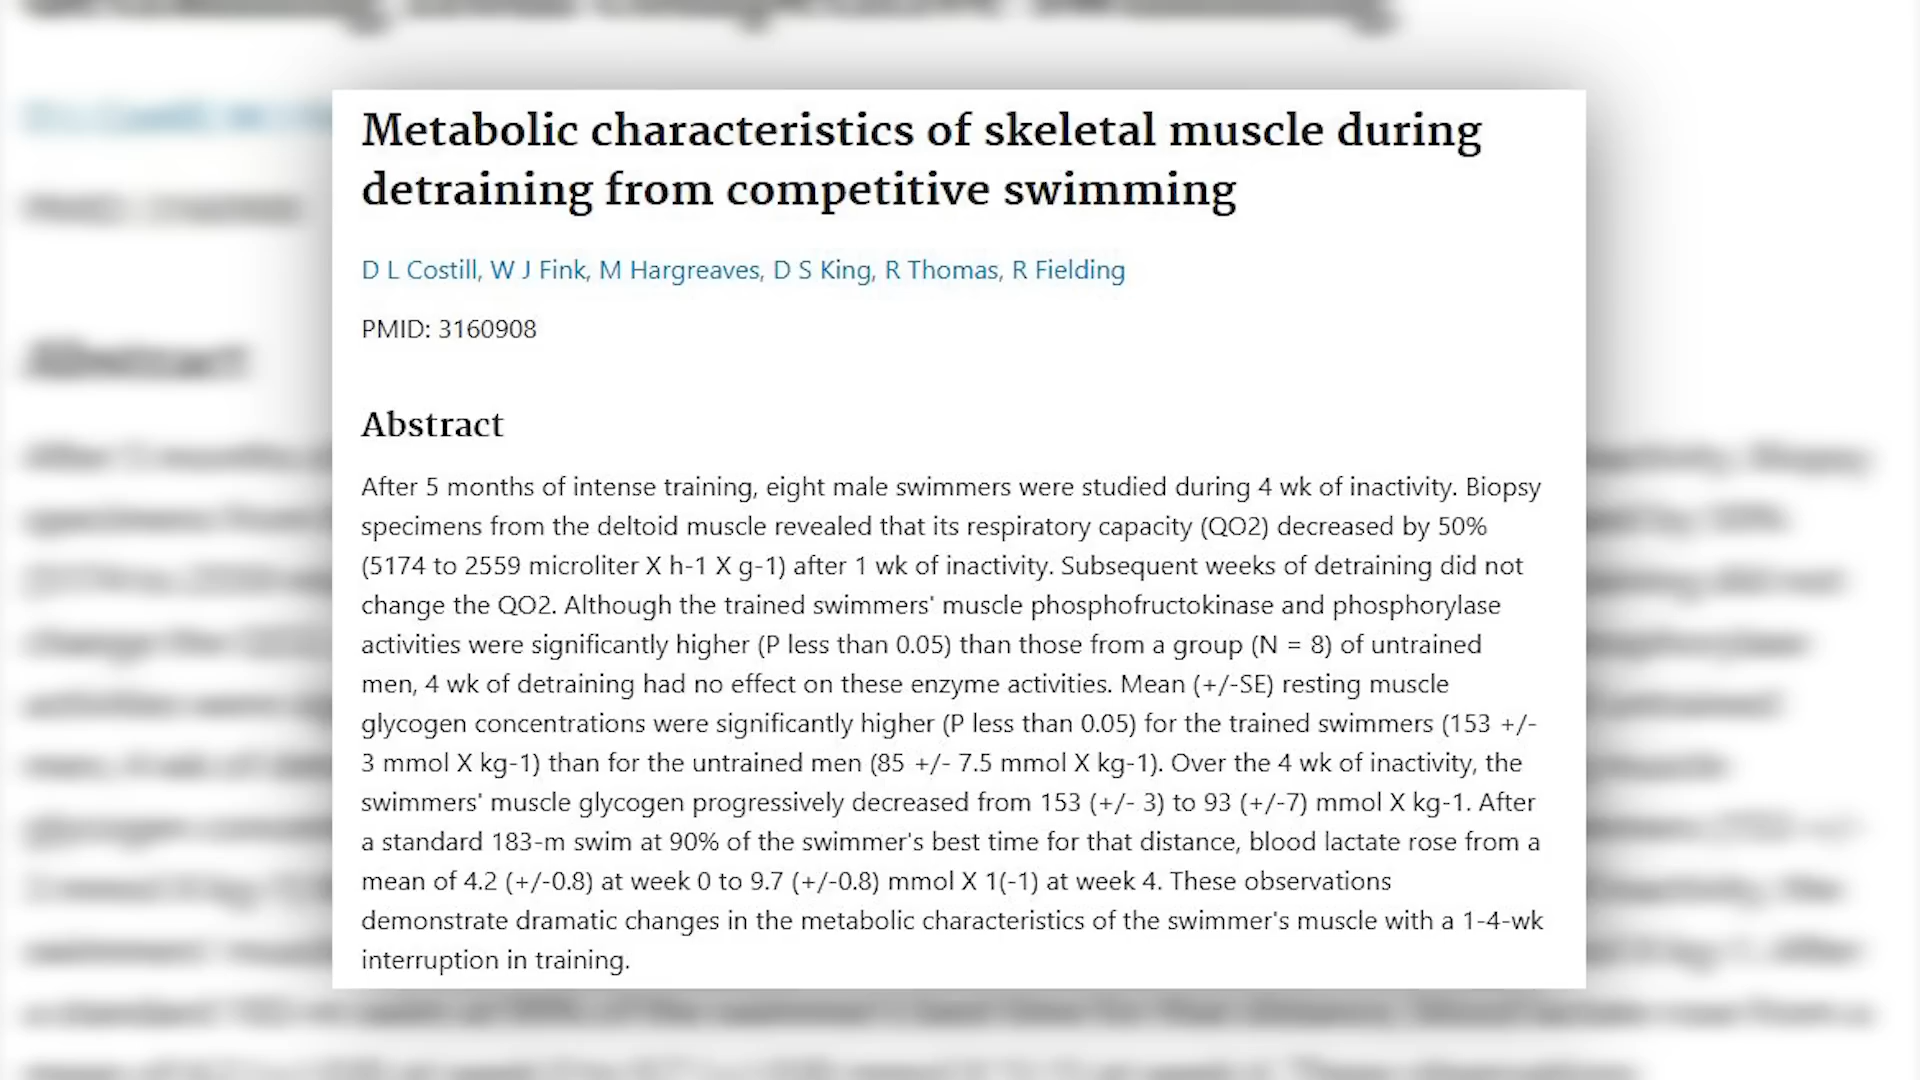 Metabolic characteristics of skeletal muscle during
detraining from competitive swimming
D L Costill, W J Fink, M Hargreaves, D S King, R Thomas, R Fielding
PMID: 3160908
Abstract
After 5 months of intense training, eight male swimmers were studied during 4 wk of inactivity. Biopsy
specimens from the deltoid muscle revealed that its respiratory capacity (QO2) decreased by 50%
(5174 to 2559 microliter X h-1 X g-1) after 1 wk of inactivity. Subsequent weeks of detraining did not
change the QO2. Although the trained swimmers' muscle phosphofructokinase and phosphorylase
activities were significantly higher (P less than 0.05) than those from a group (N = 8) of untrained
men, 4 wk of detraining had no effect on these enzyme activities. Mean (+/-SE) resting muscle
glycogen concentrations were significantly higher (P less than 0.05) for the trained swimmers (153 +/-
3 mmol X kg-1) than for the untrained men (85 +/- 7.5 mmol X kg-1). Over the 4 wk of inactivity, the
swimmers' muscle glycogen progressively decreased from 153 (+/- 3) to 93 (+/-7) mmol X kg-1. After
a standard 183-m swim at 90% of the swimmer's best time for that distance, blood lactate rose from a
mean of 4.2 (+/-0.8) at week 0 to 9.7 (+/-0.8) mmol X 1(-1) at week 4. These observations
demonstrate dramatic changes in the metabolic characteristics of the swimmer's muscle with a 1-4-wk
interruption in training.